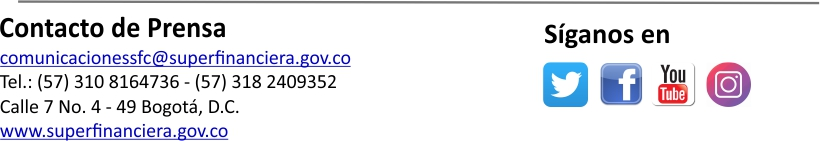 Contacto de Prensa
comunicacionessfc@superfinanciera.gov.co
Tel.: (57) 310 8164736 - (57) 318 2409352
Calle 7 No. 4 - 49 Bogotá, D.C.
www.superfinanciera.gov.co
Síganos en
You
Tube